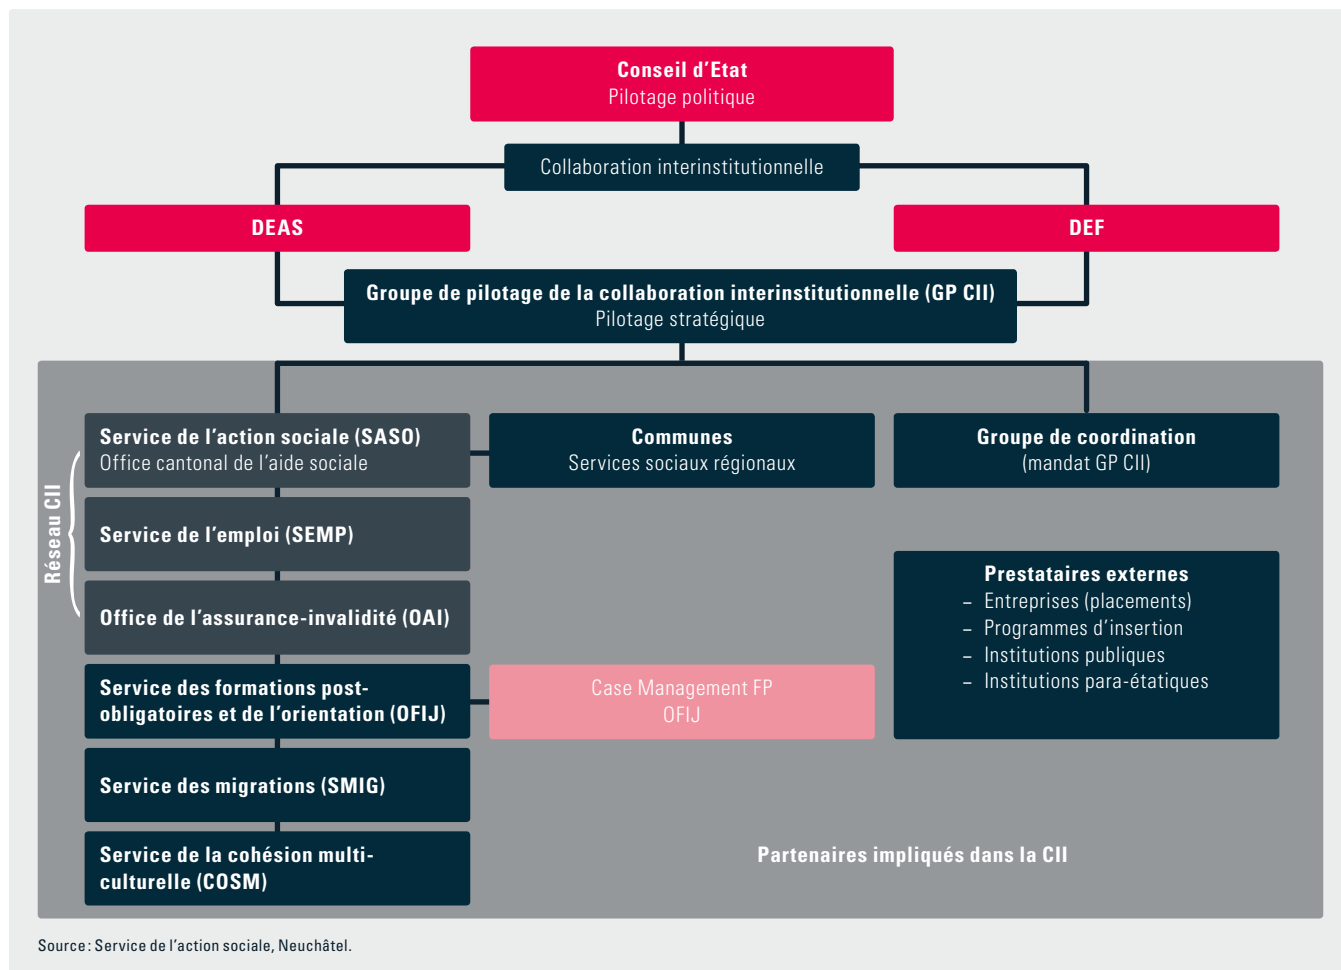 Conseil d'Etat
Pilotage politique
Collaboration interinstitutionnelle
DEAS
DEF
Groupe de pilotage de la collaboration interinstitutionnelle (GP CII)
Pilotage stratégique
Réseau CII
Service de l'action sociale (SASO)
Office cantonal de l'aide sociale
Communes
Services sociaux régionaux
Groupe de coordination
(mandat GP CII)
Service de l'emploi (SEMP)
Office de l'assurance-invalidité (OAI)
Prestataires externes
– Entreprises (placements)
– Programmes d'insertion
– Institutions publiques
– Institutions para-étatiques
Service des formations post-
obligatoires et de l'orientation (OFIJ)
Case Management FP
OFIJ
Service des migrations (SMIG)
Service de la cohésion multi-
culturelle (COSM)
Partenaires impliqués dans la CII
Source: Service de l'action sociale, Neuchâtel.